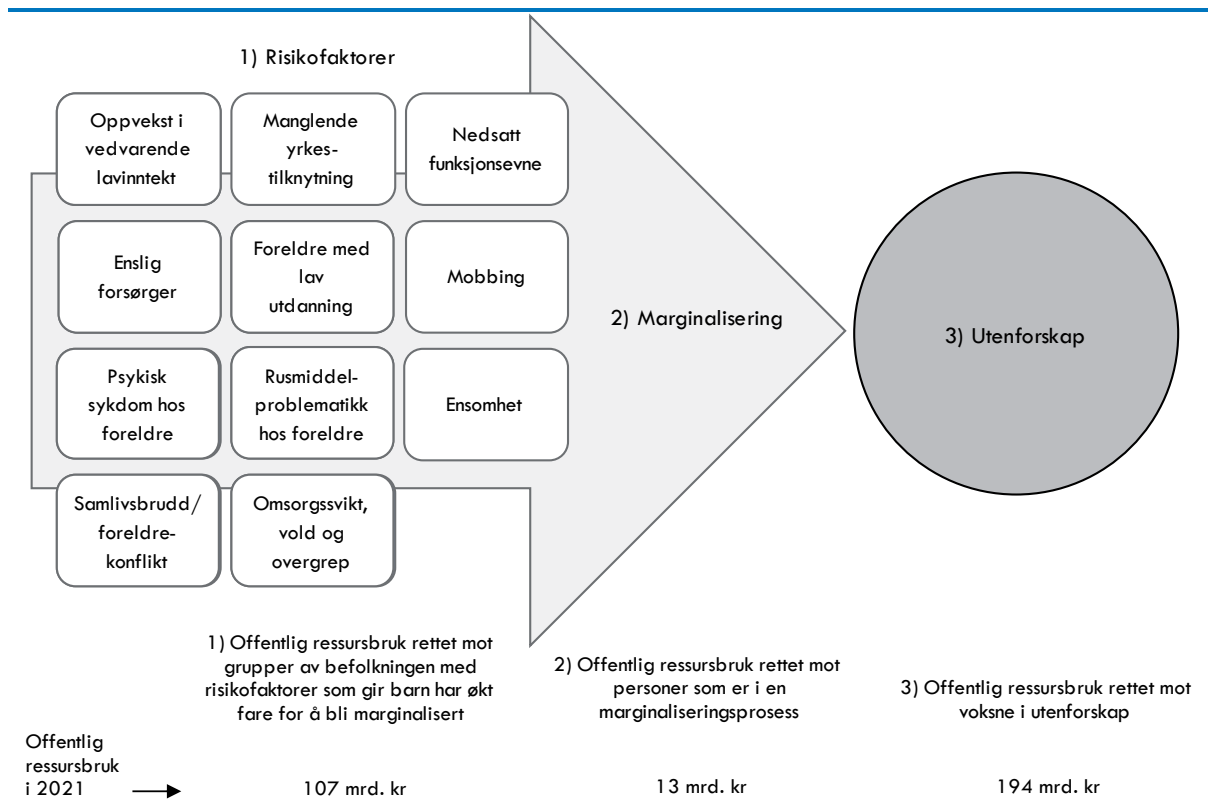 1) Risikofaktorer
Oppvekst i
vedvarende
lavinntekt
Manglende
yrkes-
tilknytning
Nedsatt
funksjonsevne
Enslig
forsørger
Foreldre med
lav
utdanning
Mobbing
Psykisk
sykdom hos
foreldre
Rusmiddel-
problematikk
hos foreldre
Ensomhet
Samlivsbrudd/
foreldre-
konflikt
Omsorgssvikt,
vold og
overgrep
2) Marginalisering
3) Utenforskap
1) Offentlig ressursbruk rettet mot
grupper av befolkningen med
risikofaktorer som gir barn har økt
fare for å bli marginalisert
2) Offentlig ressursbruk rettet mot
personer som er i en
marginaliseringsprosess
3) Offentlig ressursbruk rettet mot
voksne i utenforskap
Offentlig
ressursbruk
i 2021
107 mrd. kr
13 mrd. kr
194 mrd. kr